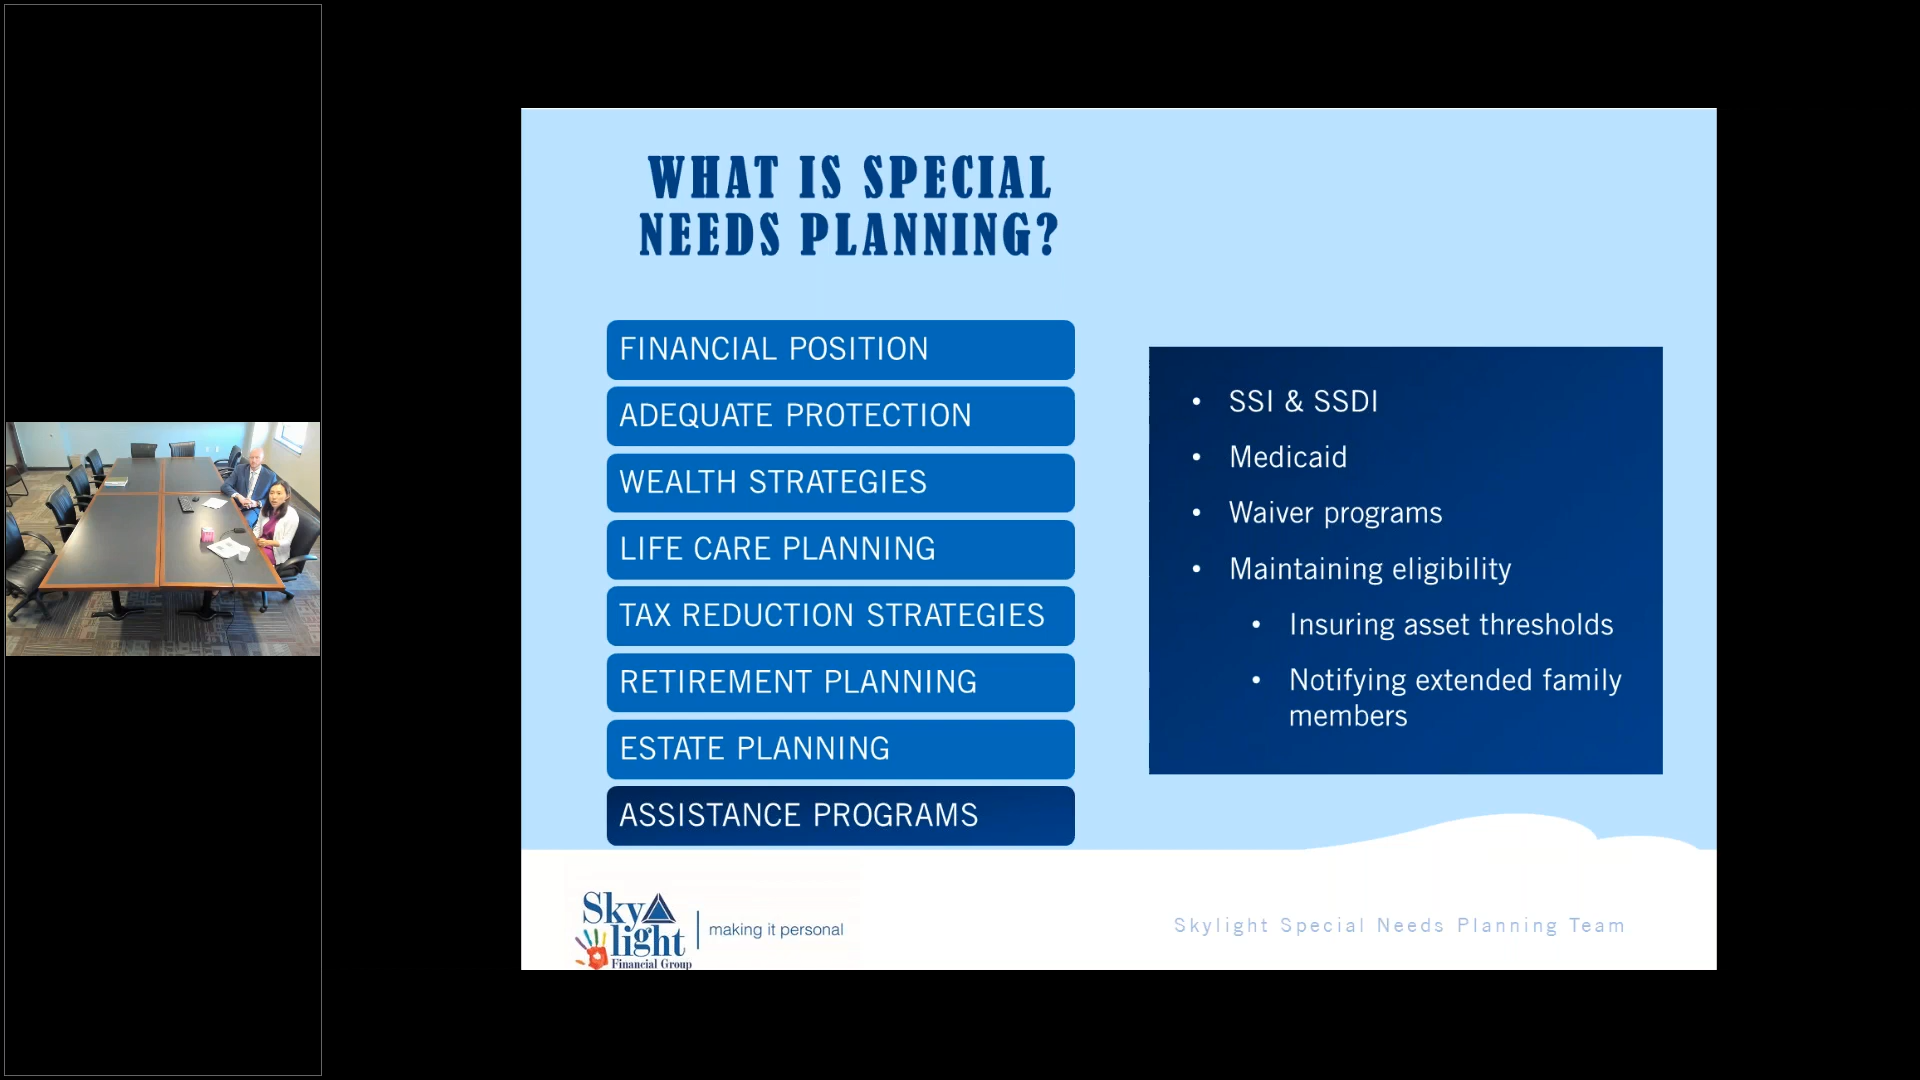 WHAT IS SPECIAL
NEEDS PLANNING?
FINANCIAL POSITION
ADEQUATE PROTECTION
WEALTH STRATEGIES
LIFE CARE PLANNING
TAX REDUCTION STRATEGIES
RETIREMENT PLANNING
ESTATE PLANNING
ASSISTANCE PROGRAMS
• SSI & SSDI
• Medicaid
• Waiver programs
• Maintaining eligibility
• Insuring asset thresholds
• Notifying extended family
members
Sky
light
Financial Group
making it personal
Skylight Special Needs Planning Team